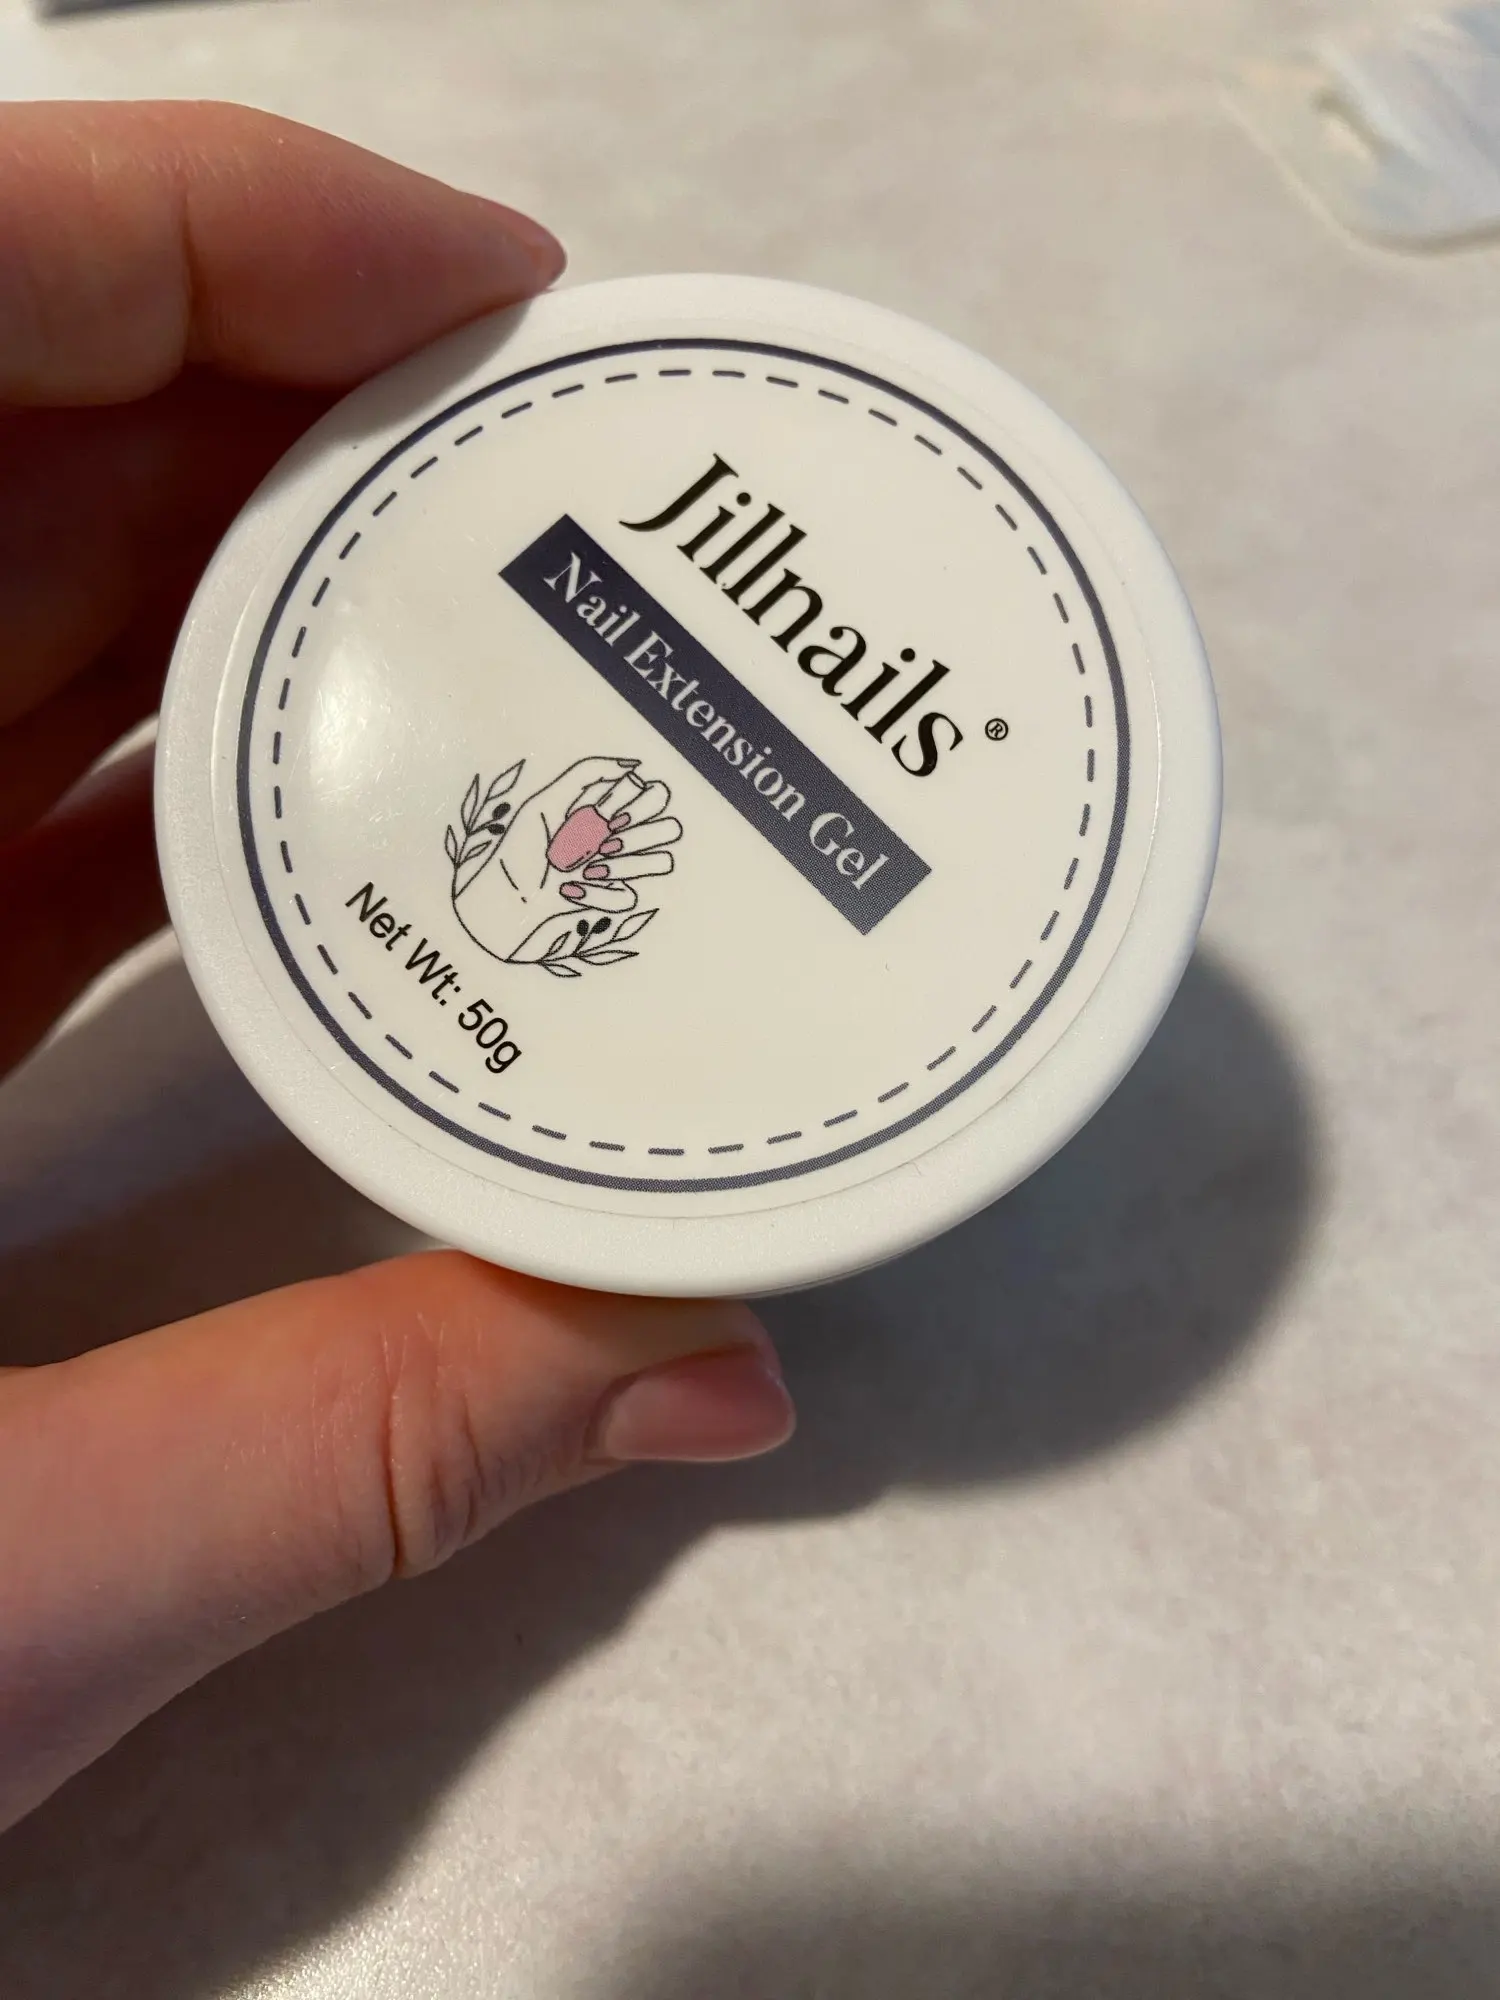 Jillnails®
Nail Extension Gel
Net Wt: 50g